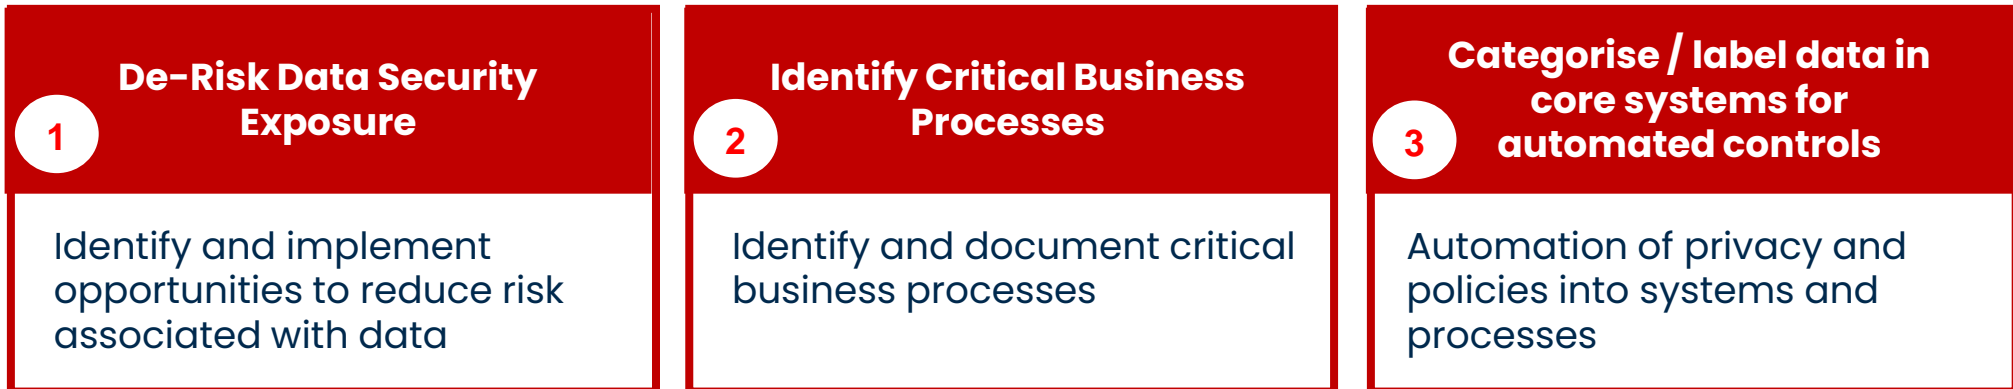 De-Risk Data Security
Exposure
1
Identify and implement
opportunities to reduce risk
associated with data
Identify Critical Business
Processes
2
Identify and document critical
business processes
Categorise / label data in
core systems for
automated controls
3
Automation of privacy and
policies into systems and
processes